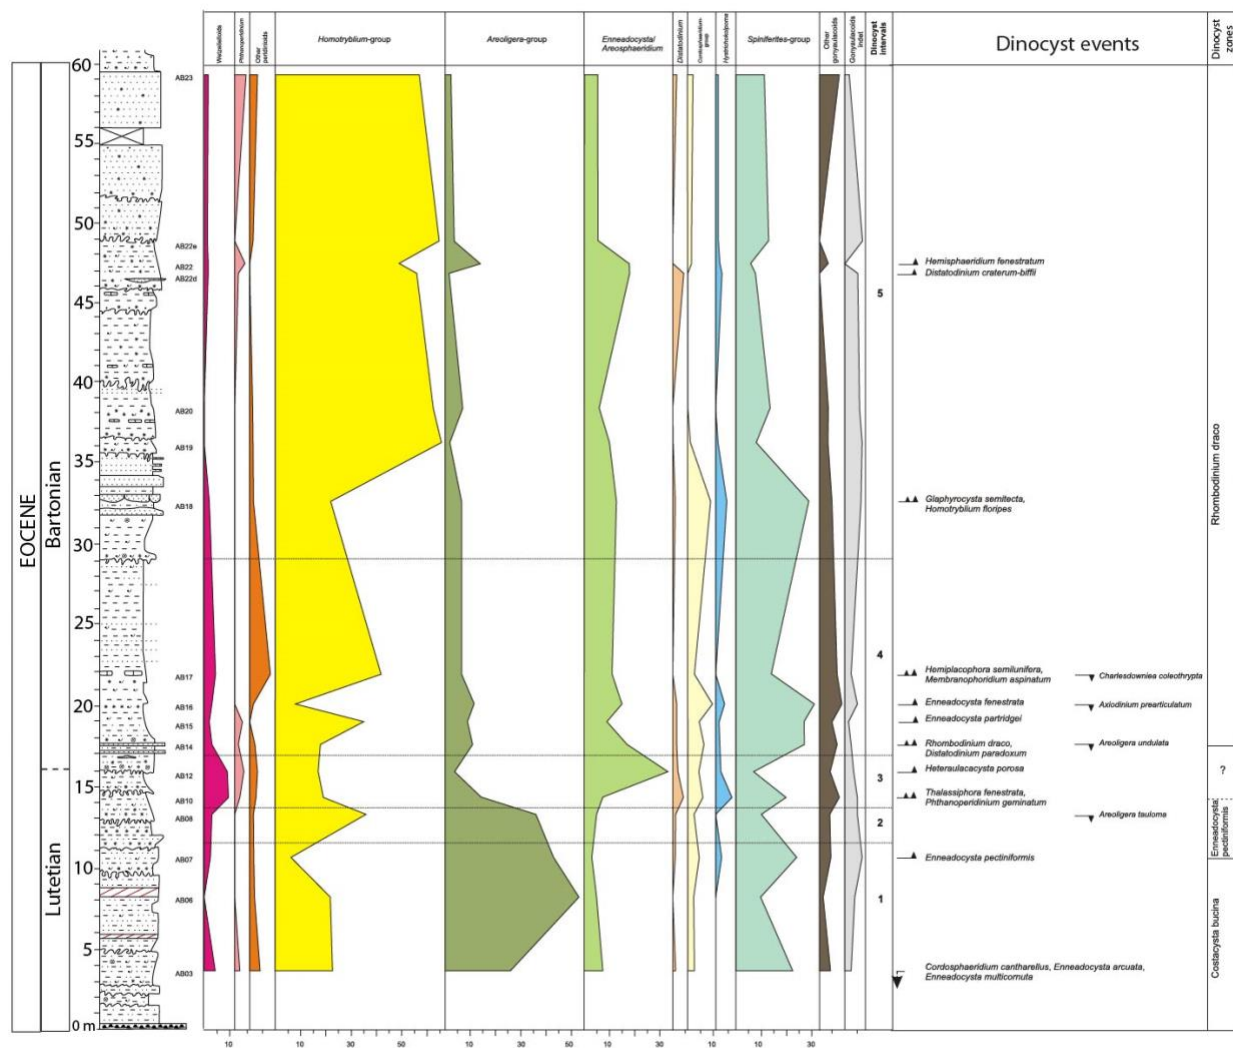 Wetzelielloids
Phthanoperidinium
Other
peridinioids
Homotryblium-group
Areoligera-group
Enneadocysta/
Areosphaeridium
Distatodinium
Hystrichokolpoma
Spiniferites-group
Other
gonyaulacoids
Gonyaulacoids
indet
Dinocyst
intervals
Dinocyst events
Dinocyst
zones
EOCENE
Bartonian
Lutetian
60
55
50
45
40
35
30
25
20
15
10
5
0 m
AB23
AB22e
AB22
AB22d
AB20
AB19
AB18
AB17
AB16
AB15
AB14
AB12
AB10
AB08
AB07
AB06
AB03
5
4
3
2
1
Hemisphaeridium fenestratum
Distatodinium craterum-biffii
Glaphyrocysta semitecta,
Homotryblium floripes
Hemiplacophora semilunifera,
Membranophoridium aspinatum
Charlesdowniea coleothrypta
Enneadocysta fenestrata
Axiodinium prearticulatum
Enneadocysta partridgei
Rhombodinium draco,
Distatodinium paradoxum
Areoligera undulata
Heteraulacacysta porosa
Thalassiphora fenestrata,
Phthanoperidinium geminatum
Areoligera tauloma
Enneadocysta pectiniformis
Cordosphaeridium cantharellus, Enneadocysta arcuata,
Enneadocysta multicornuta
Rhombodinium draco
?
Enneadocysta
pectiniformis
Costacysta bucina
10
10
30
50
10
30
50
10
30
10
10
30